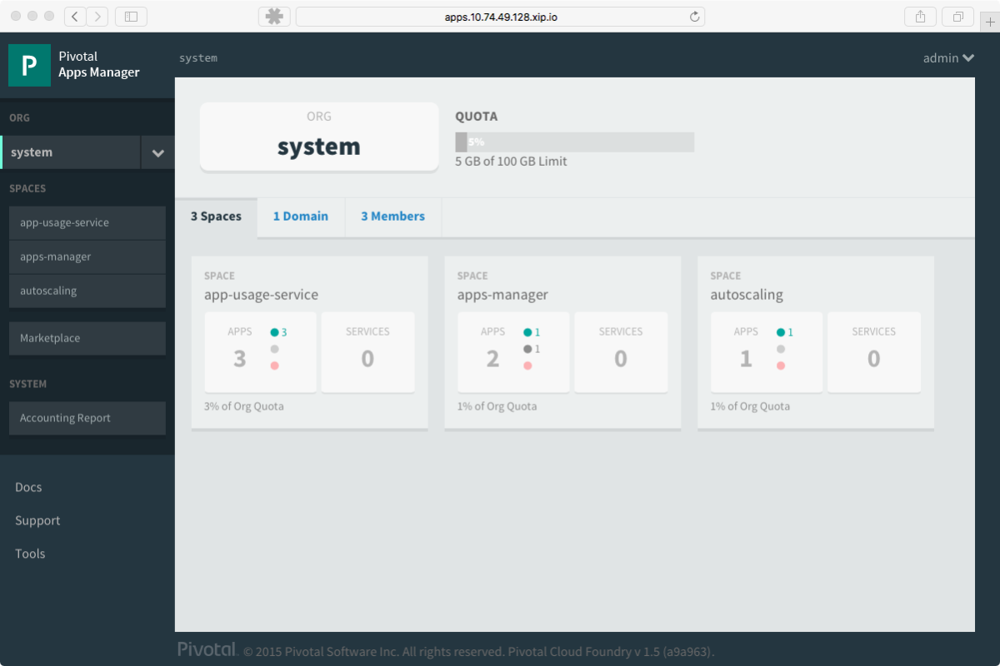 apps.10.74.49.128.xip.io
P
Pivotal
Apps Manager
system
admin
ORG
system
SPACES
app-usage-service
apps-manager
autoscaling
Marketplace
SYSTEM
Accounting Report
Docs
Support
Tools
ORG
system
QUOTA
5%
5 GB of 100 GB Limit
3 Spaces
1 Domain
3 Members
SPACE
app-usage-service
APPS
3
3
SERVICES
0
3% of Org Quota
SPACE
apps-manager
APPS
2
1
1
SERVICES
0
1% of Org Quota
SPACE
autoscaling
APPS
1
1
SERVICES
0
1% of Org Quota
Pivotal. © 2015 Pivotal Software Inc. All rights reserved. Pivotal Cloud Foundry v 1.5 (a9a963).